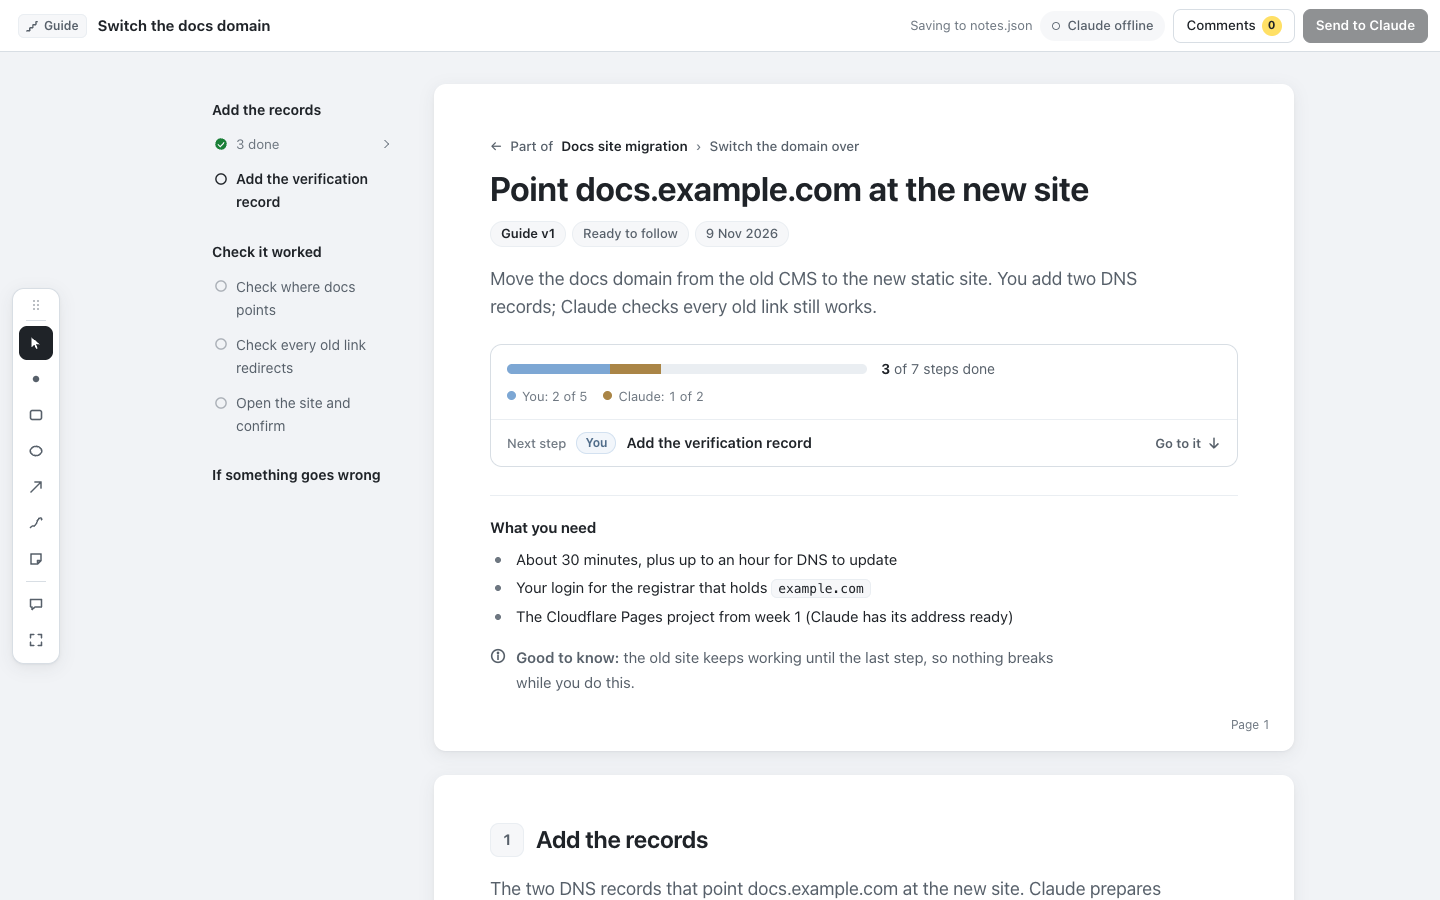 Guide
Switch the docs domain
Saving to notes.json
Claude offline
Comments 0
Send to Claude
Add the records
3 done
Add the verification
record
Check it worked
Check where docs
points
Check every old link
redirects
Open the site and
confirm
If something goes wrong
← Part of Docs site migration › Switch the domain over
Point docs.example.com at the new site
Guide v1
Ready to follow
9 Nov 2026
Move the docs domain from the old CMS to the new static site. You add two DNS
records; Claude checks every old link still works.
3 of 7 steps done
You: 2 of 5
Claude: 1 of 2
Next step You Add the verification record
Go to it ↓
What you need
• About 30 minutes, plus up to an hour for DNS to update
• Your login for the registrar that holds example.com
• The Cloudflare Pages project from week 1 (Claude has its address ready)
Good to know: the old site keeps working until the last step, so nothing breaks
while you do this.
Page 1
1 Add the records
The two DNS records that point docs.example.com at the new site. Claude prepares